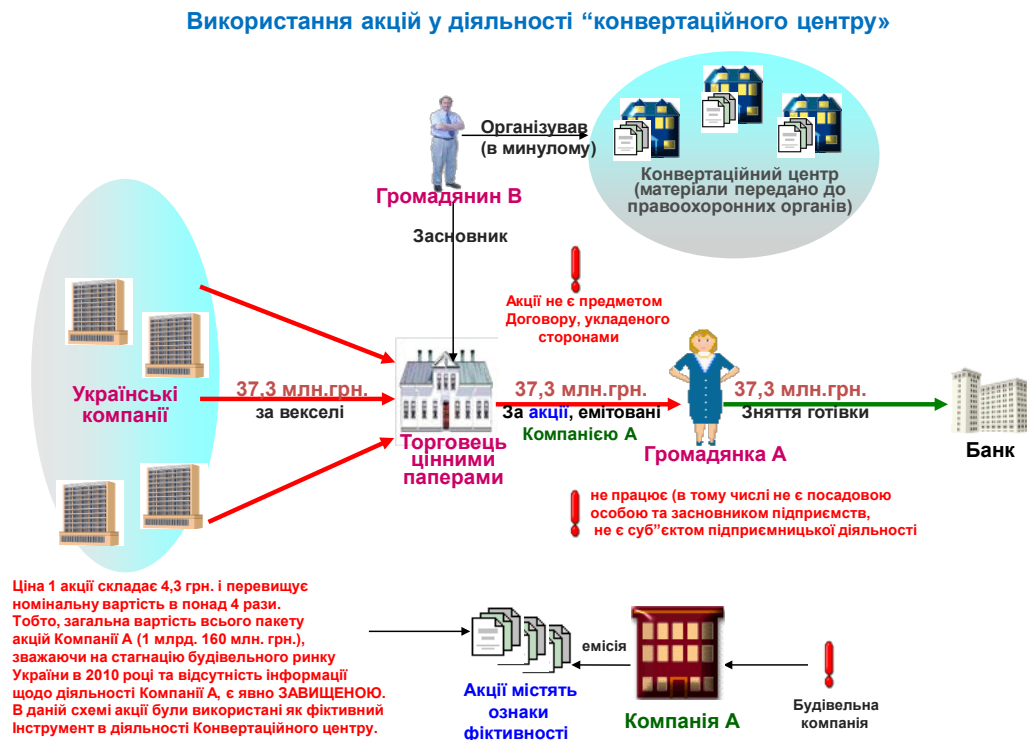 Використання акцій у діяльності “конвертаційного центру»
Організував
(в минулому)
Конвертаційний центр
(матеріали передано до
правоохоронних органів)
Громадянин В
Засновник
Акції не є предметом
Договору, укладеного
сторонами
Українські
компанії
37,3 млн.грн.
за векселі
Торговець
цінними
паперами
37,3 млн.грн.
За акції, емітовані
Компанією А
Громадянка А
37,3 млн.грн.
Зняття готівки
Банк
не працює (в тому числі не є посадовою
особою та засновником підприємств,
не є суб”єктом підприємницької діяльності
Ціна 1 акції складає 4,3 грн. і перевищує
номінальну вартість в понад 4 рази.
Тобто, загальна вартість всього пакету
акцій Компанії А (1 млрд. 160 млн. грн.),
зважаючи на стагнацію будівельного ринку
України в 2010 році та відсутність інформації
щодо діяльності Компанії А, є явно ЗАВИЩЕНОЮ.
В даній схемі акції були використані як фіктивний
Інструмент в діяльності Конвертаційного центру.
Акції містять
ознаки
фіктивності
емісія
Компанія А
Будівельна
компанія